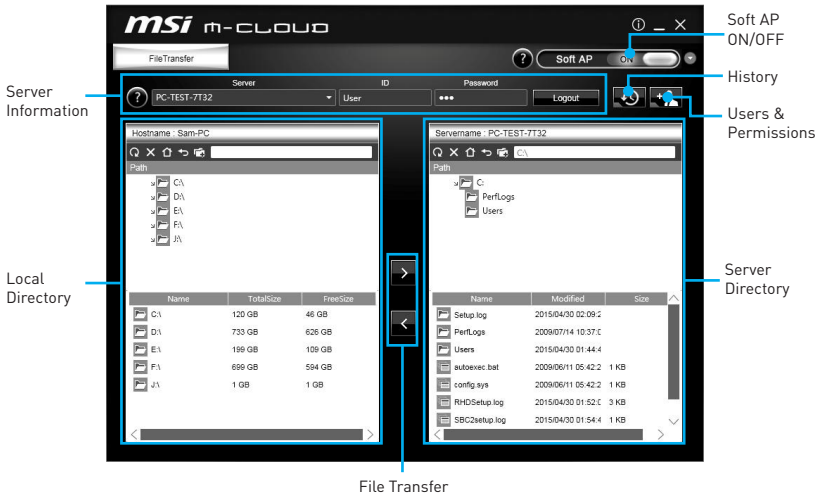 msi M-CLOUD
Soft AP
ON/OFF
FileTransfer
? Soft AP ON
History
Server
Information
Server ID Password
? PC-TEST-7T32 User ●●● Logout
Users &
Permissions
Hostname : Sam-PC
Path
C:\
D:\
E:\
F:\
J:\
Servername : PC-TEST-7T32
C:\
Path
C:
PerfLogs
Users
Local
Directory
Server
Directory
Name TotalSize FreeSize
C:\ 120 GB 46 GB
D:\ 733 GB 626 GB
E:\ 199 GB 109 GB
F:\ 699 GB 594 GB
J:\ 1 GB 1 GB
Name Modified Size
Setup.log 2015/04/30 02:09:2
PerfLogs 2009/07/14 10:37:0
Users 2015/04/30 01:44:4
autoexec.bat 2009/06/11 05:42:2 1 KB
config.sys 2009/06/11 05:42:2 1 KB
RHDSetup.log 2015/04/30 01:52:0 3 KB
SBC2setup.log 2015/04/30 01:54:4 1 KB
File Transfer